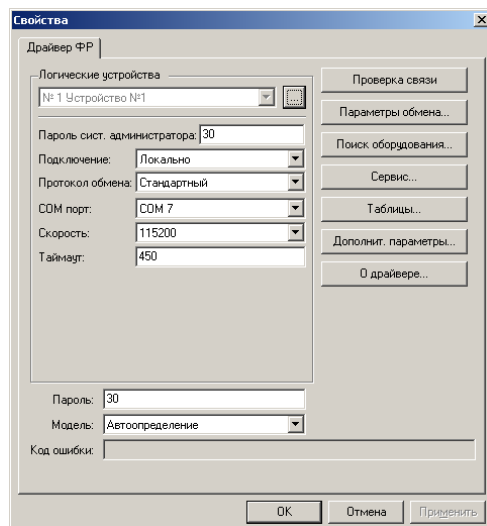 Свойства
Драйвер ФР
Логические устройства
№ 1 Устройство №1
...
Пароль сист. администратора: 30
Подключение: Локально
Протокол обмена: Стандартный
COM порт: COM 7
Скорость: 115200
Таймаут: 450
Проверка связи
Параметры обмена...
Поиск оборудования...
Сервис...
Таблицы...
Дополнит. параметры...
О драйвере...
Пароль: 30
Модель: Автоопределение
Код ошибки:
OK
Отмена
Применить